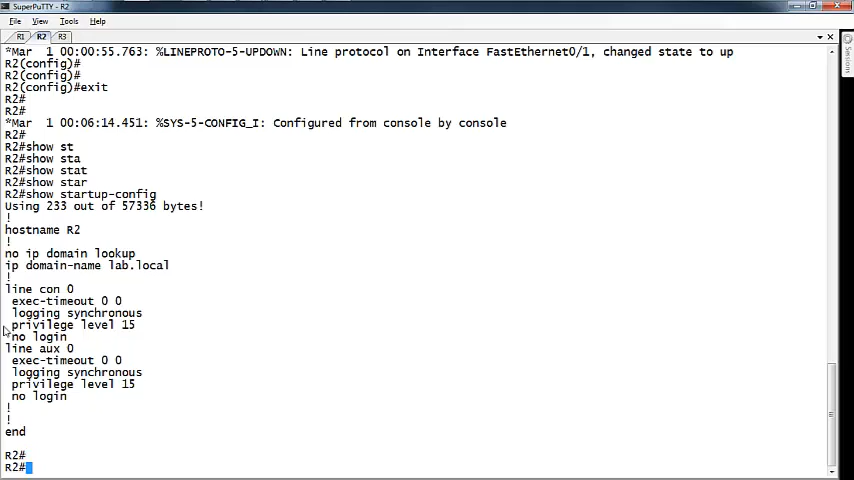 SuperPuTTY - R2
File View Tools Help
R1 R2 R3
Sessions
*Mar  1 00:00:55.763: %LINEPROTO-5-UPDOWN: Line protocol on Interface FastEthernet0/1, changed state to up
R2(config)#
R2(config)#
R2(config)#exit
R2#
R2#
*Mar  1 00:06:14.451: %SYS-5-CONFIG_I: Configured from console by console
R2#
R2#show st
R2#show sta
R2#show stat
R2#show star
R2#show startup-config
Using 233 out of 57336 bytes!
!
hostname R2
!
no ip domain lookup
ip domain-name lab.local
!
line con 0
 exec-timeout 0 0
 logging synchronous
 privilege level 15
 no login
line aux 0
 exec-timeout 0 0
 logging synchronous
 privilege level 15
 no login
!
!
end
R2#
R2#